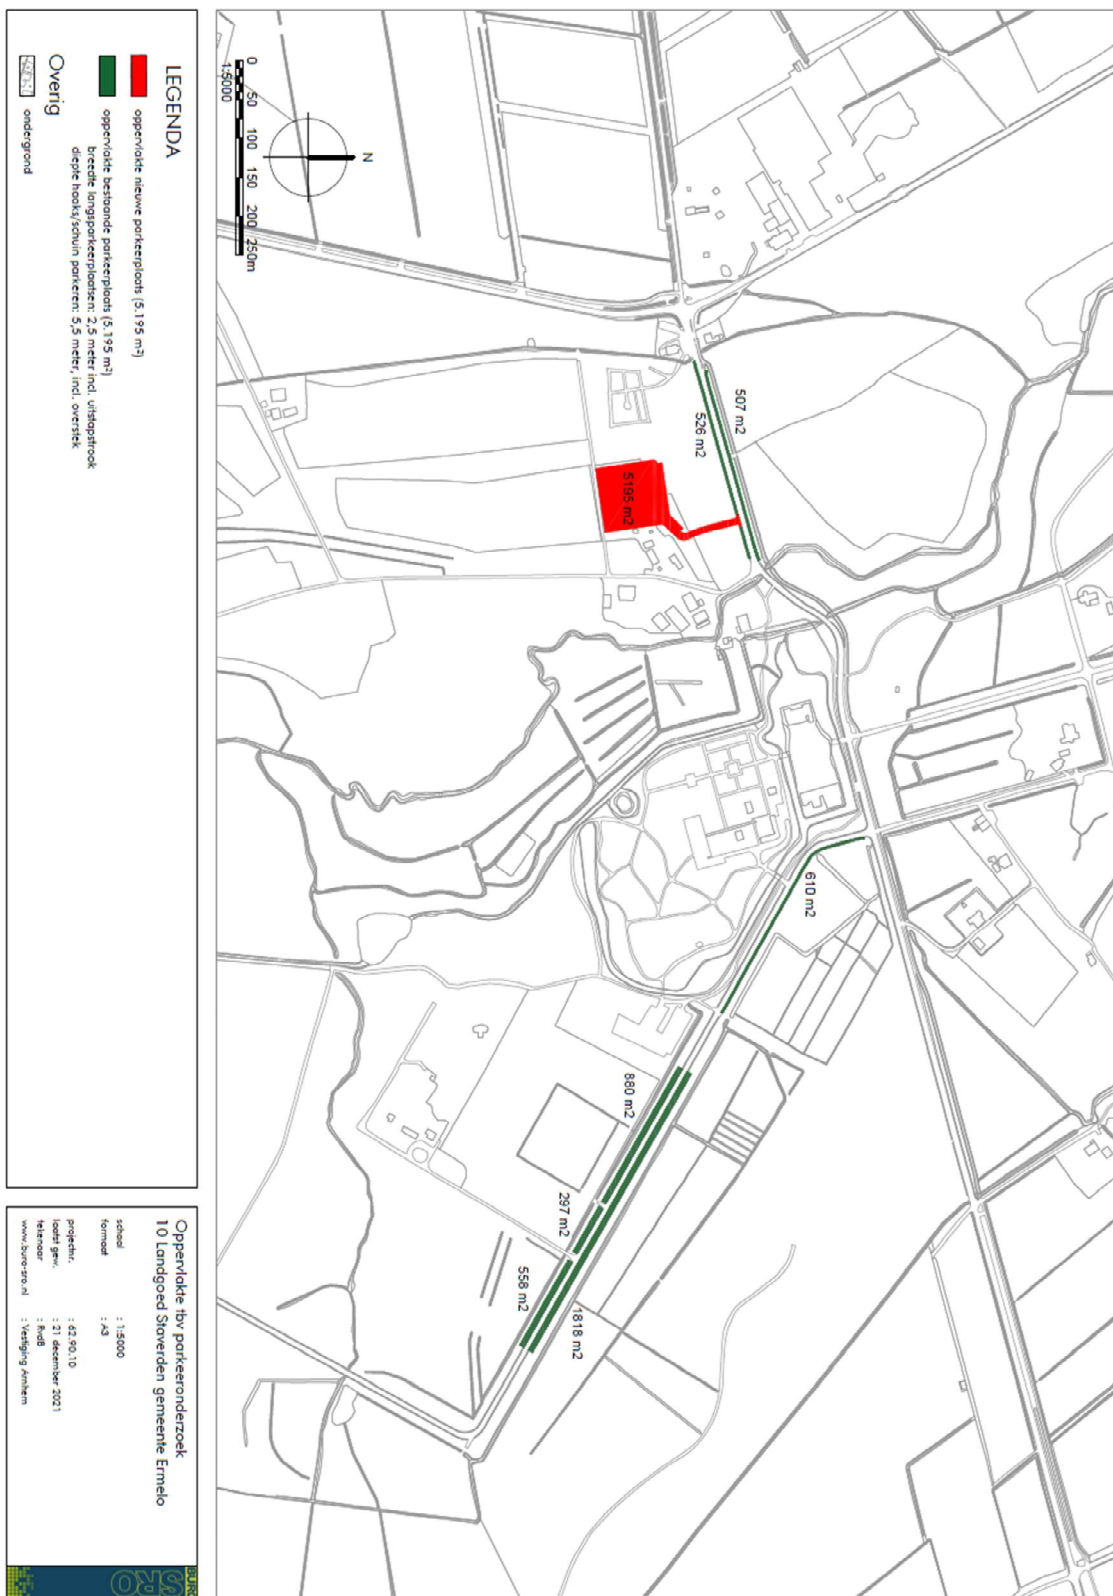 LEGENDA
oppervlakte nieuwe parkeerplaats (5.195 m²)
oppervlakte bestaande parkeerplaats (5.195 m²)
breedte langsparkeerplaatsen: 2,5 meter incl. uitstapstrook
diepte haaks/schuin parkeren: 5,5 meter, incl. overstek
Overig
ondergrond
0 50 100 150 200 250m
1:5000
N
507 m2
526 m2
5195 m2
610 m2
880 m2
297 m2
558 m2
1818 m2
Oppervlakte tbv parkeeronderzoek
10 Landgoed Staverden gemeente Ermelo
schaal : 1:5000
formaat : A3
projectnr. : 62.90.10
laatst gew. : 21 december 2021
tekenaar : RvdB
www.buro-sro.nl : Vestiging Arnhem
BURO
SRO